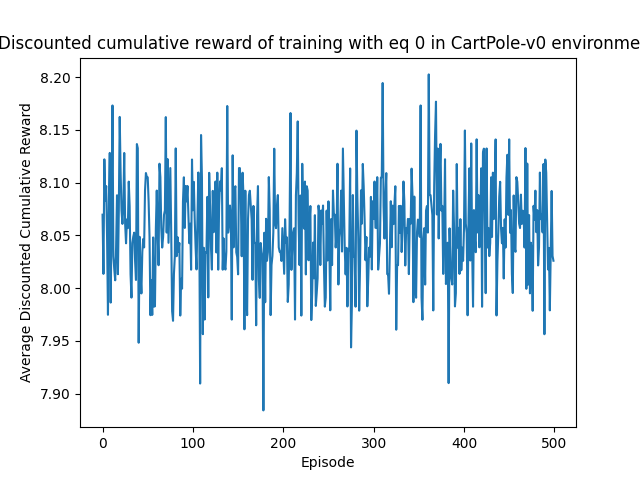 Discounted cumulative reward of training with eq 0 in CartPole-v0 environme
8.20
8.15
8.10
8.05
8.00
7.95
7.90
Average Discounted Cumulative Reward
0 100 200 300 400 500
Episode